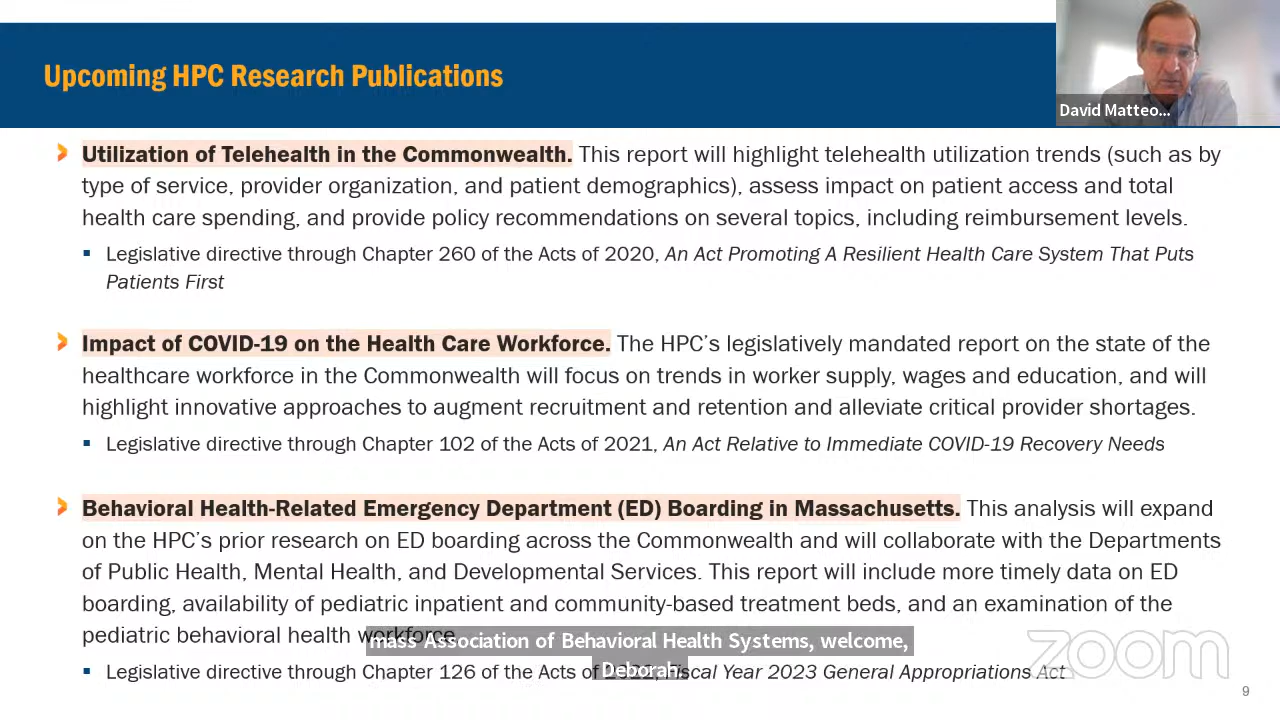 Upcoming HPC Research Publications
David Matteo...
Utilization of Telehealth in the Commonwealth. This report will highlight telehealth utilization trends (such as by
type of service, provider organization, and patient demographics), assess impact on patient access and total
health care spending, and provide policy recommendations on several topics, including reimbursement levels.
Legislative directive through Chapter 260 of the Acts of 2020, An Act Promoting A Resilient Health Care System That Puts
Patients First
Impact of COVID-19 on the Health Care Workforce. The HPC's legislatively mandated report on the state of the
healthcare workforce in the Commonwealth will focus on trends in worker supply, wages and education, and will
highlight innovative approaches to augment recruitment and retention and alleviate critical provider shortages.
Legislative directive through Chapter 102 of the Acts of 2021, An Act Relative to Immediate COVID-19 Recovery Needs
Behavioral Health-Related Emergency Department (ED) Boarding in Massachusetts. This analysis will expand
on the HPC's prior research on ED boarding across the Commonwealth and will collaborate with the Departments
of Public Health, Mental Health, and Developmental Services. This report will include more timely data on ED
boarding, availability of pediatric inpatient and community-based treatment beds, and an examination of the
pediatric behavioral health workforce.
mass Association of Behavioral Health Systems, welcome,
Deborah.
Legislative directive through Chapter 126 of the Acts of 2022, Fiscal Year 2023 General Appropriations Act
zoom
9